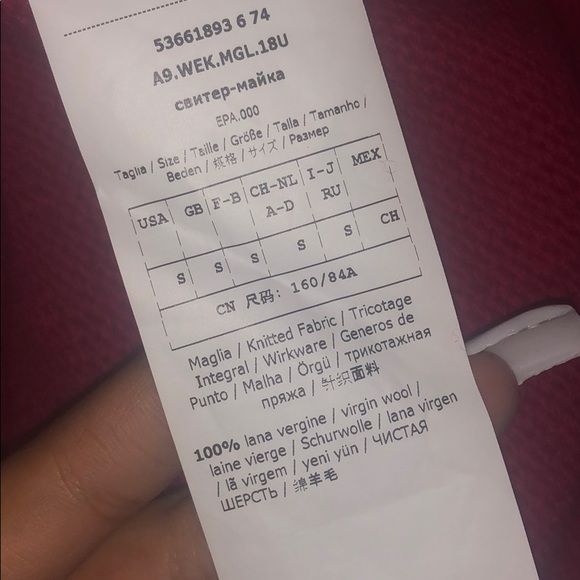 53661893 6 74
A9.WEK.MGL.18U
свитер-майка
EPA.000
Taglia / Size / Taille / Größe / Talla / Tamanho /
Beden / 规格 / サイズ / Размер
USA GB F-B CH-NL I-J MEX
A-D RU
S S S S S CH
CN 尺码: 160/84A
Maglia / Knitted Fabric / Tricotage
Integral / Wirkware / Generos de
Punto / Malha / Örgü / трикотажная
пряжа / 针织面料
100% lana vergine / virgin wool /
laine vierge / Schurwolle / lana virgen
/ lã virgem / yeni yün / ЧИСТАЯ
ШЕРСТЬ / 绵羊毛